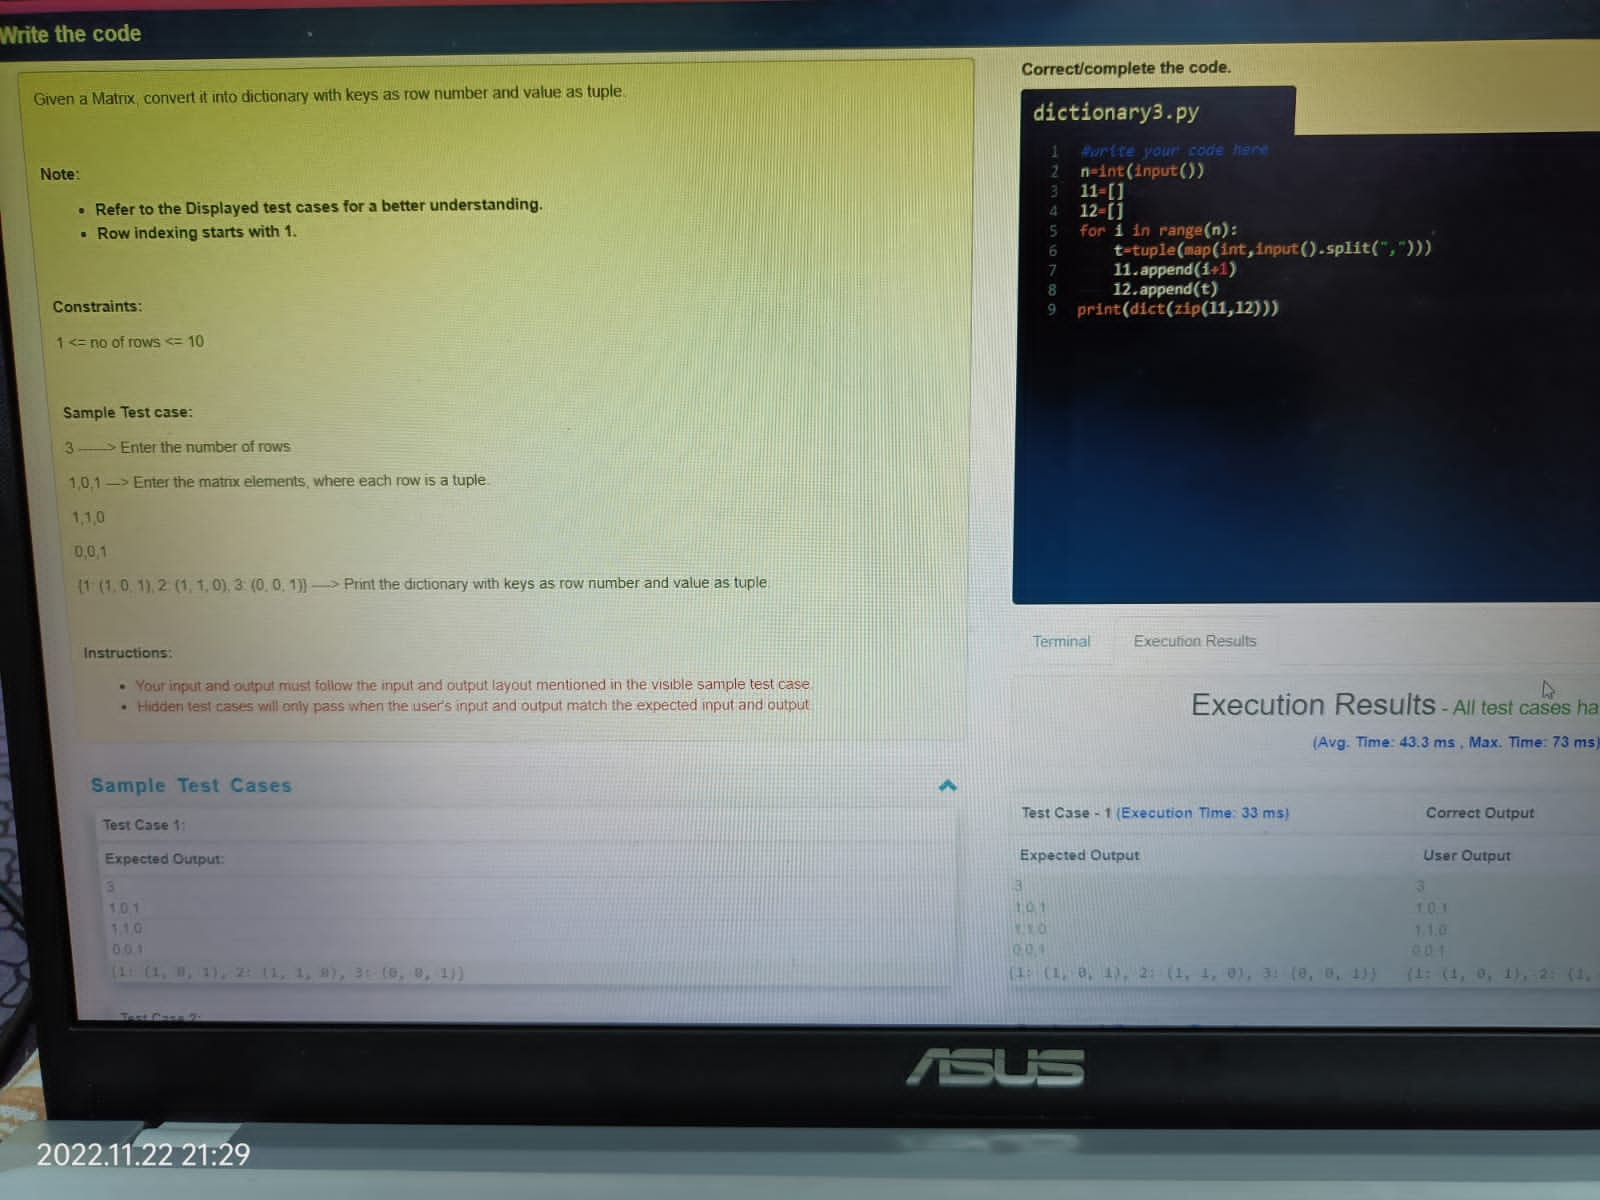 Write the code
Given a Matrix, convert it into dictionary with keys as row number and value as tuple.
Note:
• Refer to the Displayed test cases for a better understanding.
• Row indexing starts with 1.
Constraints:
1 <= no of rows <= 10
Sample Test case:
3 ------> Enter the number of rows
1,0,1 ---> Enter the matrix elements, where each row is a tuple.
1,1,0
0,0,1
{1: (1, 0, 1), 2: (1, 1, 0), 3: (0, 0, 1)} ----> Print the dictionary with keys as row number and value as tuple
Instructions:
• Your input and output must follow the input and output layout mentioned in the visible sample test case.
• Hidden test cases will only pass when the user's input and output match the expected input and output
Sample Test Cases
Test Case 1:
Expected Output:
3
1,0,1
1,1,0
0,0,1
{1: (1, 0, 1), 2: (1, 1, 0), 3: (0, 0, 1)}
Test Case 2:
Correct/complete the code.
dictionary3.py
1 #write your code here
2 n=int(input())
3 l1=[]
4 l2=[]
5 for i in range(n):
6 t=tuple(map(int,input().split(",")))
7 l1.append(i+1)
8 l2.append(t)
9 print(dict(zip(l1,l2)))
Terminal Execution Results
Execution Results - All test cases ha
(Avg. Time: 43.3 ms , Max. Time: 73 ms)
Test Case - 1 (Execution Time: 33 ms) Correct Output
Expected Output User Output
3 3
1,0,1 1,0,1
1,1,0 1,1,0
0,0,1 0,0,1
{1: (1, 0, 1), 2: (1, 1, 0), 3: (0, 0, 1)} {1: (1, 0, 1), 2: (1,
ASUS
2022.11.22 21:29